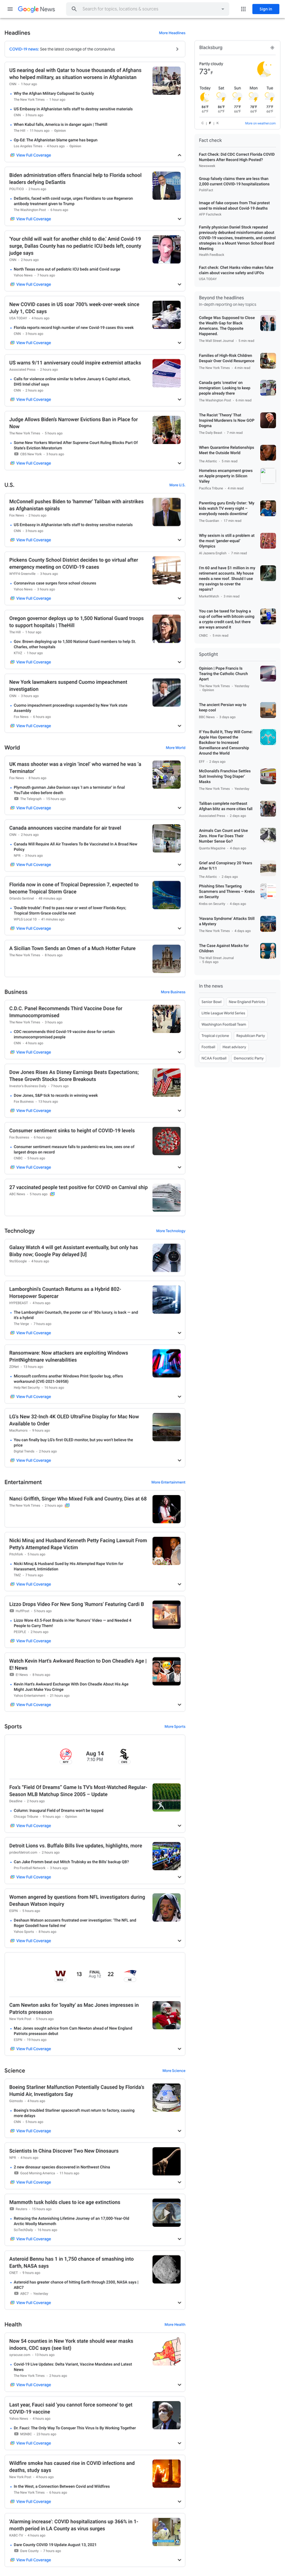 Google News
Search for topics, locations & sources
Sign in
Headlines
More Headlines
COVID-19 news: See the latest coverage of the coronavirus
US nearing deal with Qatar to house thousands of Afghans
who helped military, as situation worsens in Afghanistan
Why the Afghan Military Collapsed So Quickly
US Embassy in Afghanistan tells staff to destroy sensitive materials
When Kabul falls, America is in danger again | TheHill
Op-Ed: The Afghanistan blame game has begun
View Full Coverage
Biden administration offers financial help to Florida school
leaders defying DeSantis
DeSantis, faced with covid surge, urges Floridians to use Regeneron
antibody treatment given to Trump
View Full Coverage
'Your child will wait for another child to die.' Amid Covid-19
surge, Dallas County has no pediatric ICU beds left, county
judge says
North Texas runs out of pediatric ICU beds amid Covid surge
View Full Coverage
New COVID cases in US soar 700% week-over-week since
July 1, CDC says
Florida reports record high number of new Covid-19 cases this week
View Full Coverage
US warns 9/11 anniversary could inspire extremist attacks
Calls for violence online similar to before January 6 Capitol attack,
DHS intel chief says
View Full Coverage
Judge Allows Biden's Narrower Evictions Ban in Place for
Now
Some New Yorkers Worried After Supreme Court Ruling Blocks Part Of
State's Eviction Moratorium
View Full Coverage
U.S.
More U.S.
McConnell pushes Biden to 'hammer' Taliban with airstrikes
as Afghanistan spirals
US Embassy in Afghanistan tells staff to destroy sensitive materials
View Full Coverage
Pickens County School District decides to go virtual after
emergency meeting on COVID-19 cases
Coronavirus case surges force school closures
View Full Coverage
Oregon governor deploys up to 1,500 National Guard troops
to support hospitals | TheHill
Gov. Brown deploying up to 1,500 National Guard members to help St.
Charles, other hospitals
View Full Coverage
New York lawmakers suspend Cuomo impeachment
investigation
Cuomo impeachment proceedings suspended by New York State
Assembly
View Full Coverage
World
More World
UK mass shooter was a virgin "incel" who warned he was 'a
Terminator'
Plymouth gunman Jake Davison says 'I am a terminator' in final
YouTube video before death
View Full Coverage
Canada announces vaccine mandate for air travel
Canada Will Require All Air Travelers To Be Vaccinated In A Broad New
Policy
View Full Coverage
Florida now in cone of Tropical Depression 7, expected to
become Tropical Storm Grace
'Double trouble': Fred to pass near or west of lower Florida Keys;
Tropical Storm Grace could be next
View Full Coverage
A Sicilian Town Sends an Omen of a Much Hotter Future
Business
More Business
C.D.C. Panel Recommends Third Vaccine Dose for
Immunocompromised
CDC recommends third Covid-19 vaccine dose for certain
immunocompromised people
View Full Coverage
Dow Jones Rises As Disney Earnings Beats Expectations;
These Growth Stocks Score Breakouts
Dow Jones, S&P tick to records in winning week
View Full Coverage
Consumer sentiment sinks to height of COVID-19 levels
Consumer sentiment measure falls to pandemic era low, sees one of
largest drops on record
View Full Coverage
27 vaccinated people test positive for COVID on Carnival ship
Technology
More Technology
Galaxy Watch 4 will get Assistant eventually, but only has
Bixby now; Google Pay delayed [U]
Lamborghini's Countach Returns as a Hybrid 802-
Horsepower Supercar
The Lamborghini Countach, the poster car of '80s luxury, is back — and
it's a hybrid
View Full Coverage
Ransomware: Now attackers are exploiting Windows
PrintNightmare vulnerabilities
Microsoft confirms another Windows Print Spooler bug, offers
workaround (CVE-2021-36958)
View Full Coverage
LG's New 32-Inch 4K OLED UltraFine Display for Mac Now
Available to Order
You can finally buy LG's first OLED monitor, but you won't believe the
price
View Full Coverage
Entertainment
More Entertainment
Nanci Griffith, Singer Who Mixed Folk and Country, Dies at 68
Nicki Minaj and Husband Kenneth Petty Facing Lawsuit From
Petty's Attempted Rape Victim
Nicki Minaj & Husband Sued by His Attempted Rape Victim for
Harassment, Intimidation
View Full Coverage
Lizzo Drops Video For New Song 'Rumors' Featuring Cardi B
Lizzo Wore 43.5-Foot Braids in Her 'Rumors' Video — and Needed 4
People to Carry Them!
View Full Coverage
Watch Kevin Hart's Awkward Reaction to Don Cheadle's Age |
E! News
Kevin Hart's Awkward Exchange With Don Cheadle About His Age
Might Just Make You Cringe
View Full Coverage
Sports
More Sports
Aug 14
7:10 PM
Fox's "Field Of Dreams" Game Is TV's Most-Watched Regular-
Season MLB Matchup Since 2005 – Update
Column: Inaugural Field of Dreams won't be topped
View Full Coverage
Detroit Lions vs. Buffalo Bills live updates, highlights, more
Can Jake Fromm beat out Mitch Trubisky as the Bills' backup QB?
View Full Coverage
Women angered by questions from NFL investigators during
Deshaun Watson inquiry
Deshaun Watson accusers frustrated over investigation: 'The NFL and
Roger Goodell have failed me'
View Full Coverage
13
FINAL
Aug 12
22
Cam Newton asks for 'loyalty' as Mac Jones impresses in
Patriots preseason
Mac Jones sought advice from Cam Newton ahead of New England
Patriots preseason debut
View Full Coverage
Science
More Science
Boeing Starliner Malfunction Potentially Caused by Florida's
Humid Air, Investigators Say
Boeing's troubled Starliner spacecraft must return to factory, causing
more delays
View Full Coverage
Scientists In China Discover Two New Dinosaurs
2 new dinosaur species discovered in Northwest China
View Full Coverage
Mammoth tusk holds clues to ice age extinctions
Retracing the Astonishing Lifetime Journey of an 17,000-Year-Old
Arctic Woolly Mammoth
View Full Coverage
Asteroid Bennu has 1 in 1,750 chance of smashing into
Earth, NASA says
Asteroid has greater chance of hitting Earth through 2300, NASA says |
ABC7
View Full Coverage
Health
More Health
Now 54 counties in New York state should wear masks
indoors, CDC says (see list)
Covid-19 Live Updates: Delta Variant, Vaccine Mandates and Latest
News
View Full Coverage
Last year, Fauci said 'you cannot force someone' to get
COVID-19 vaccine
Dr. Fauci: The Only Way To Conquer This Virus Is By Working Together
View Full Coverage
Wildfire smoke has caused rise in COVID infections and
deaths, study says
In the West, a Connection Between Covid and Wildfires
View Full Coverage
'A-hunting increase': COVID hospitalizations up 366% in 1-
month period in LA County as virus surges
Dare County COVID 19 Update August 13, 2021
View Full Coverage
Blacksburg
Partly cloudy
73°F
Today
Sat
Sun
Mon
Tue
More on weather.com
Fact check
Fact Check: Did CDC Correct Florida COVID
Numbers After Record High Posted?
Newsweek
Group falsely claims there are less than
2,000 current COVID-19 hospitalizations
PolitiFact
Image of fake corpses from Thai protest
used to mislead about Covid-19 deaths
AFP Factcheck
Family physician Daniel Stock repeated
previously debunked misinformation about
COVID-19 vaccines, treatments, and control
strategies in a Mount Vernon School Board
Meeting
Health Feedback
Fact check: Chet Hanks video makes false
claim about vaccine safety and UFOs
USA TODAY
Beyond the headlines
In-depth reporting on key topics
College Was Supposed to Close
the Wealth Gap for Black
Americans. The Opposite
Happened.
Families of High-Risk Children
Despair Over Covid Resurgence
Canada gets 'creative' on
immigration: Looking to keep
people already there
The Racist 'Theory' That
Inspired Murderers Is Now GOP
Dogma
When Quarantine Relationships
Meet the Outside World
Homeless encampment grows
on Apple property in Silicon
Valley
Parenting guru Emily Oster: 'My
kids watch TV every night –
everybody needs downtime'
Why sexism is still a problem at
the most 'gender equal'
Olympics
I'm 60 and have $1 million in my
retirement accounts. My house
needs a new roof. Should I use
my savings to cover the
repairs?
You can be taxed for buying a
cup of coffee with bitcoin using
a crypto credit card, but there
are ways around it
Spotlight
Opinion | Pope Francis Is
Tearing the Catholic Church
Apart
The ancient Persian way to
keep cool
If You Build It, They Will Come:
Apple Has Opened the
Backdoor to Increased
Surveillance and Censorship
Around the World
McDonald's Franchise Settles
Suit Involving 'Dog Diaper'
Masks
Taliban complete northeast
Afghan blitz as more cities fall
Animals Can Count and Use
Zero. How Far Does Their
Number Sense Go?
Grief and Conspiracy 20 Years
After 9/11
Phishing Sites Targeting
Scammers and Thieves – Krebs
on Security
'Havana Syndrome' Attacks Still
a Mystery
The Case Against Masks for
Children
In the news
Senior Bowl
New England Patriots
Little League World Series
Washington Football Team
Tropical cyclone
Republican Party
Football
Heat advisory
NCAA Football
Democratic Party